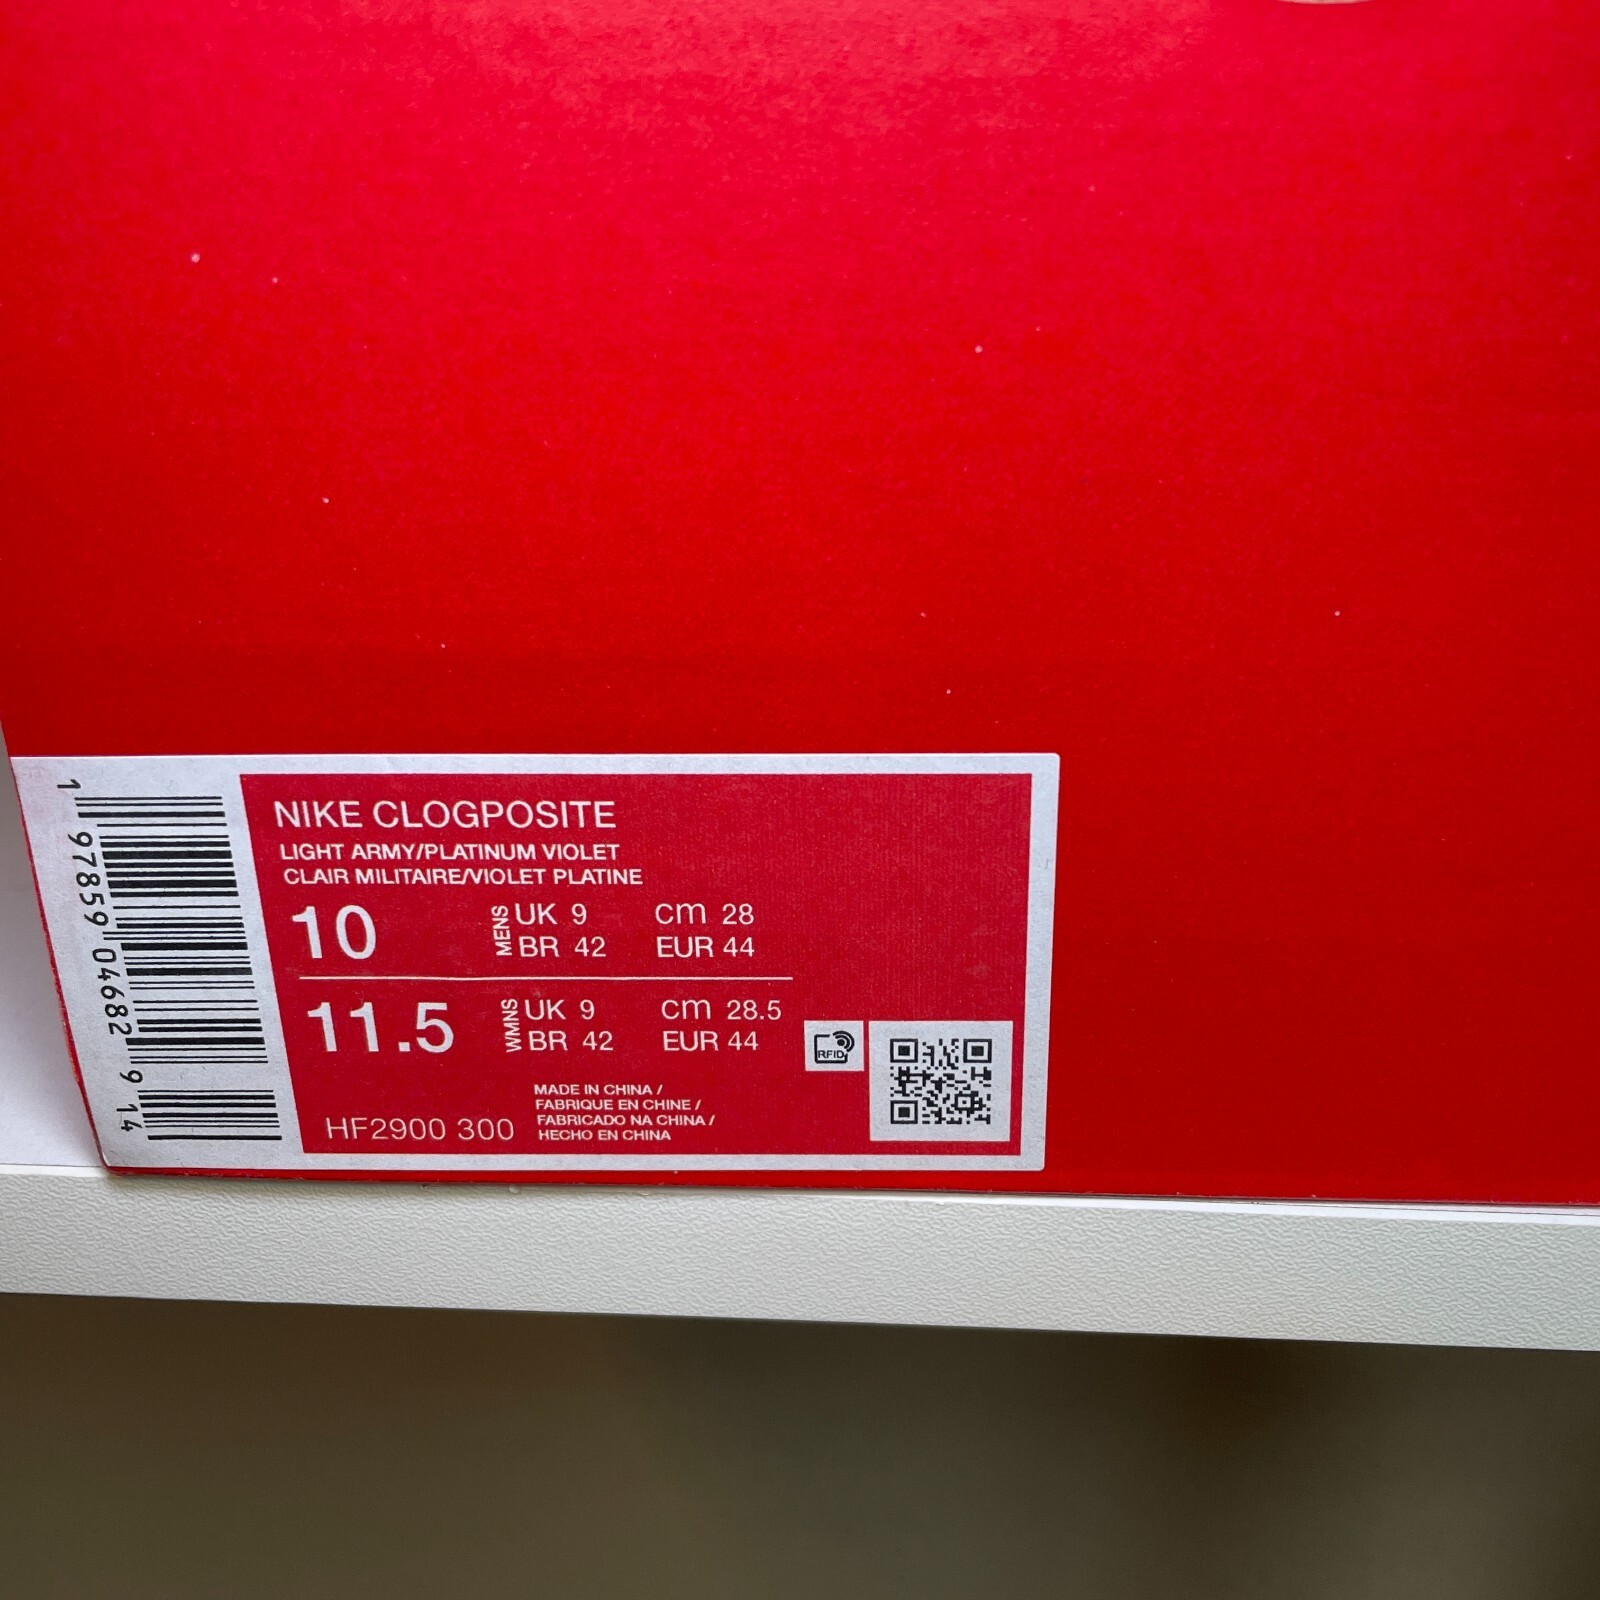 NIKE CLOGPOSITE
LIGHT ARMY/PLATINUM VIOLET
CLAIR MILITAIRE/VIOLET PLATINE
10 MENS UK 9 cm 28
BR 42 EUR 44
11.5 WMNS UK 9 cm 28.5
BR 42 EUR 44
RFID
MADE IN CHINA /
FABRIQUE EN CHINE /
FABRICADO NA CHINA /
HECHO EN CHINA
HF2900 300
1 97859 04682 9 14